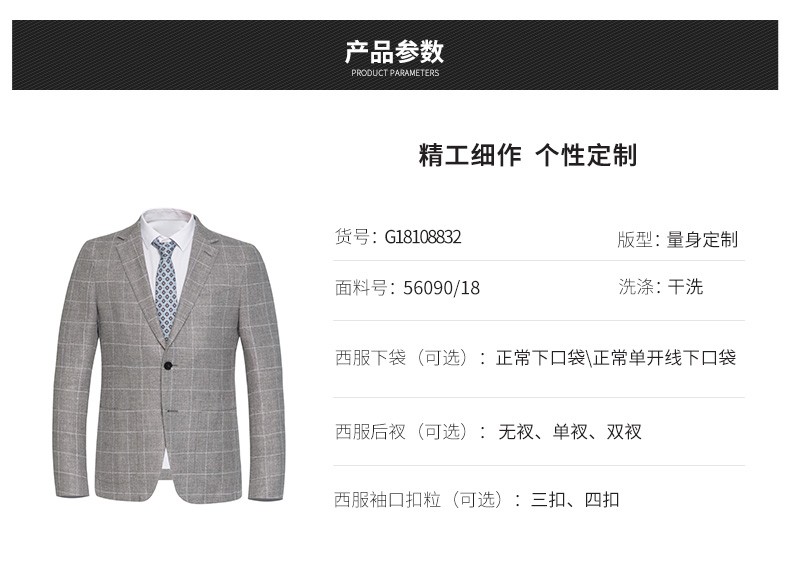 产品参数
PRODUCT PARAMETERS
精工细作 个性定制
货号：G18108832
版型：量身定制
面料号：56090/18
洗涤：干洗
西服下袋（可选）：正常下口袋\正常单开线下口袋
西服后衩（可选）：无衩、单衩、双衩
西服袖口扣粒（可选）：三扣、四扣